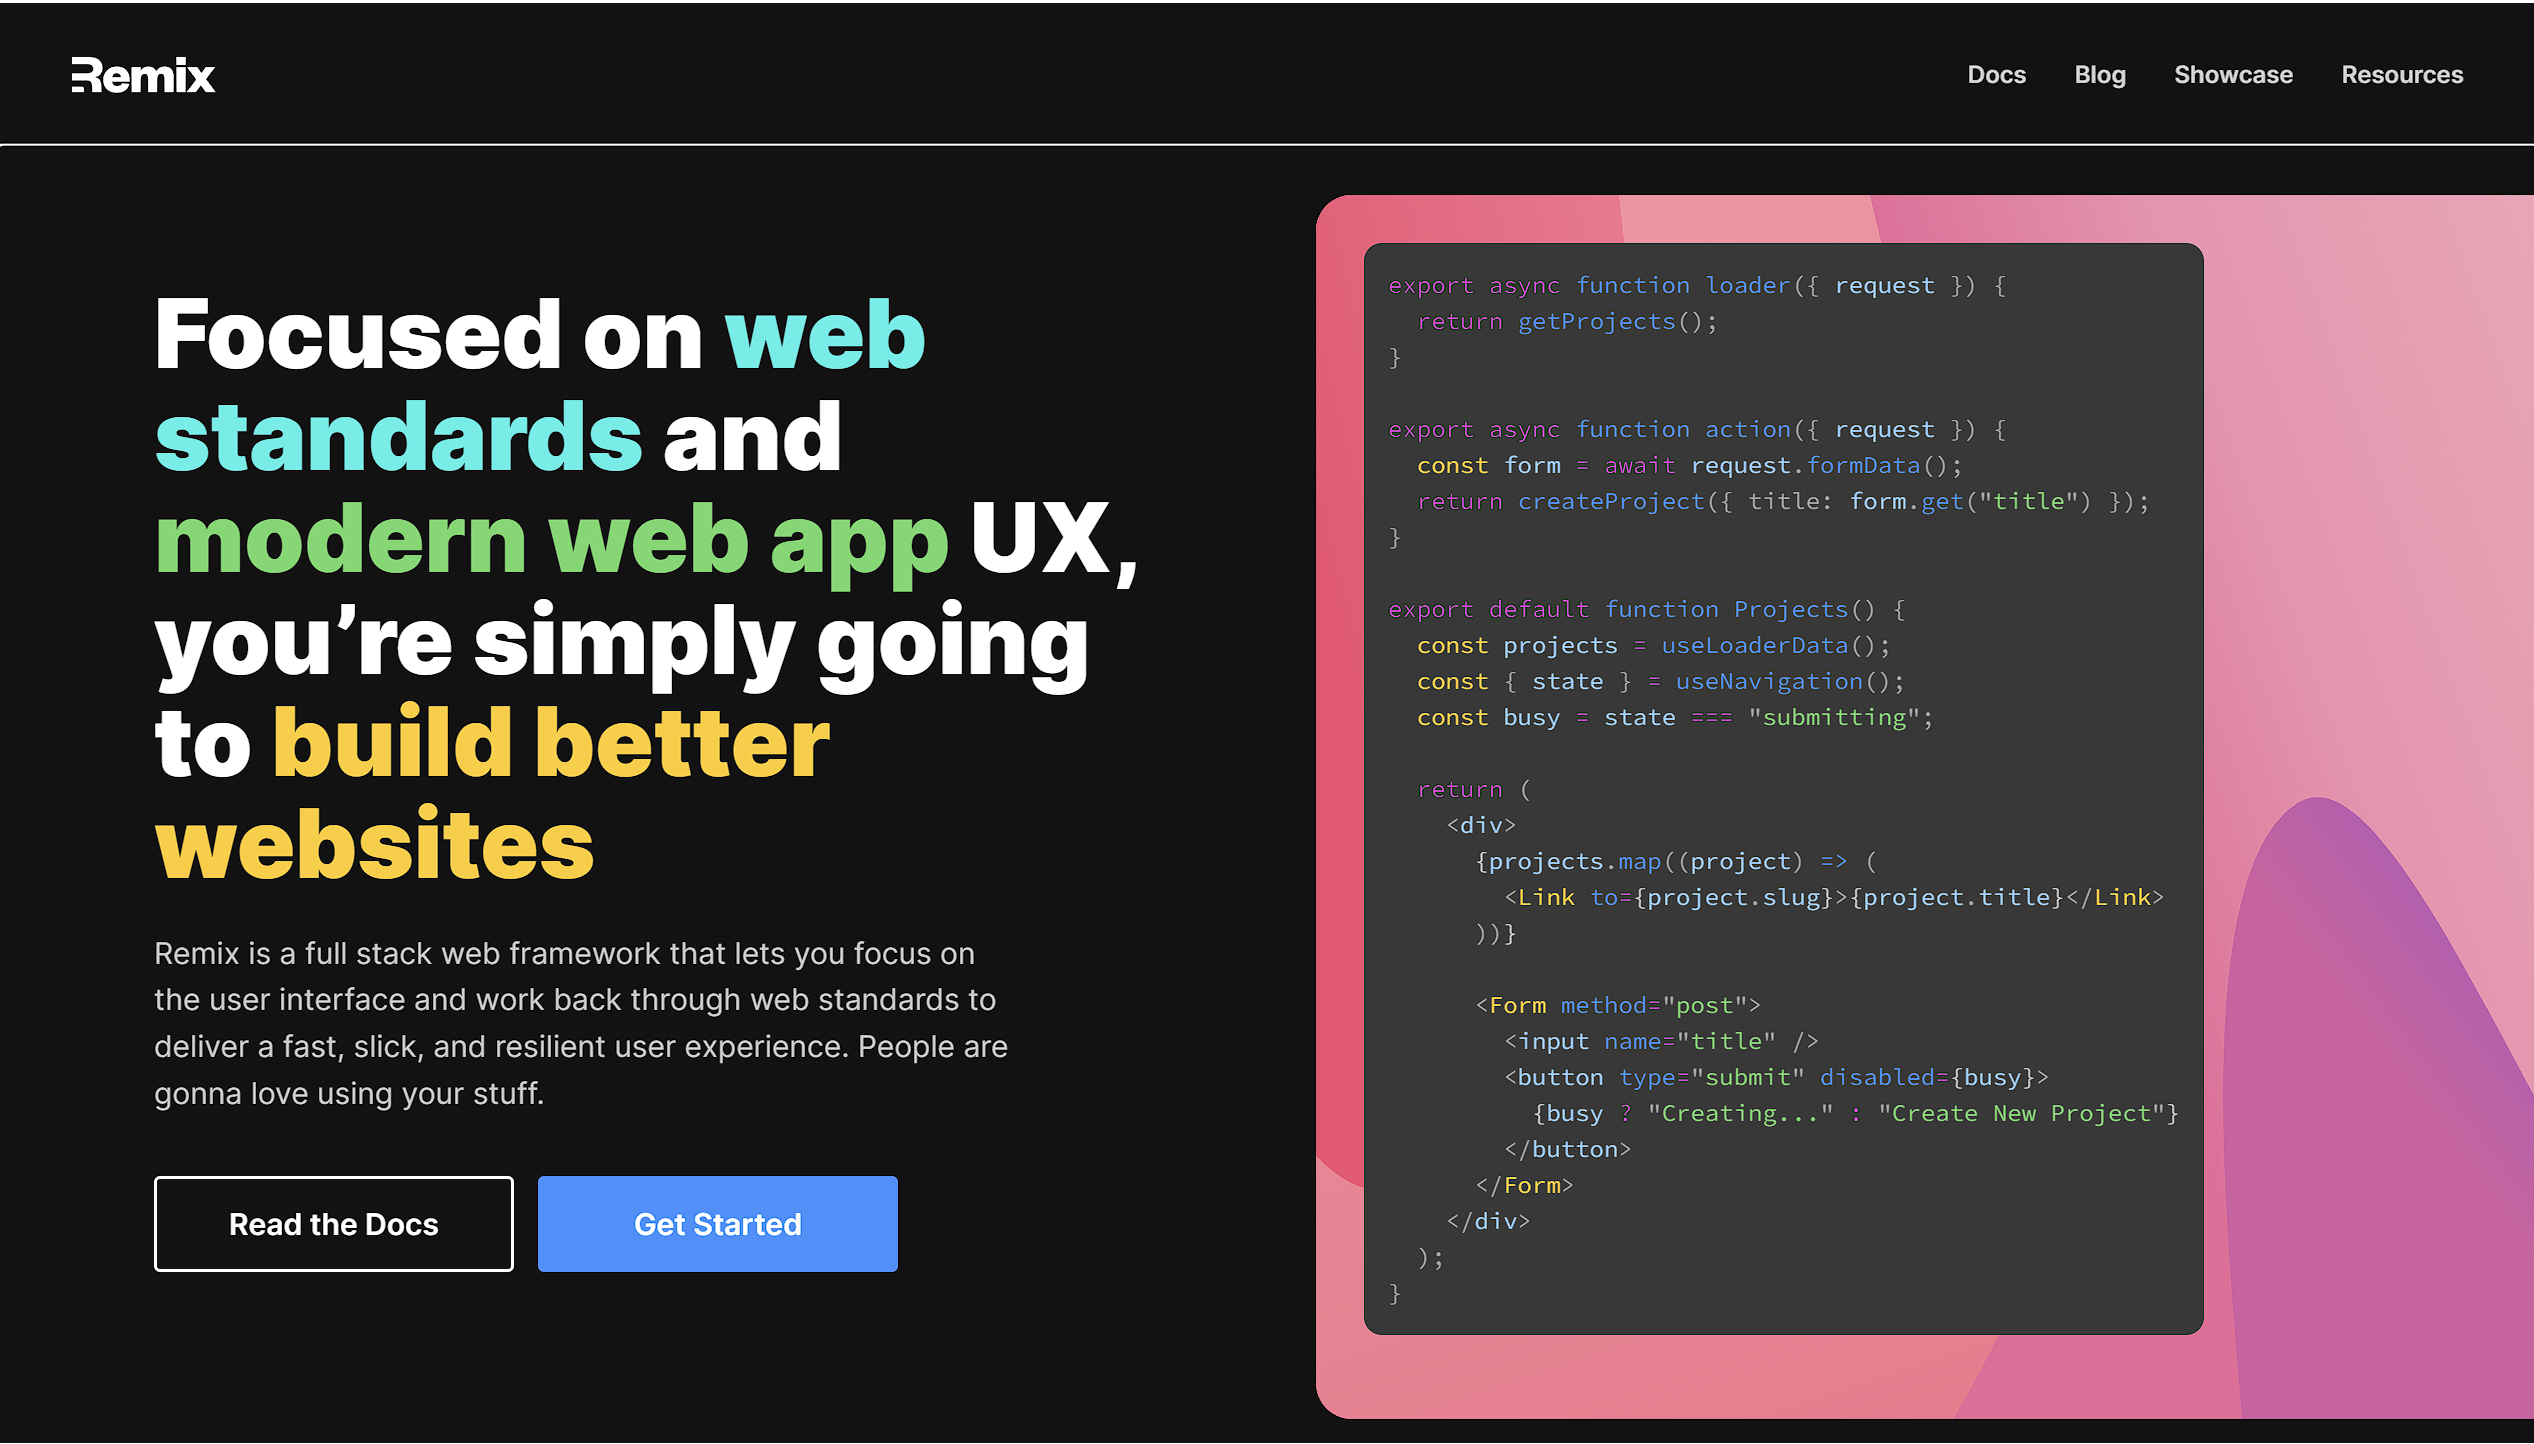 Remix
Docs Blog Showcase Resources
Focused on web
standards and
modern web app UX,
you’re simply going
to build better
websites
Remix is a full stack web framework that lets you focus on
the user interface and work back through web standards to
deliver a fast, slick, and resilient user experience. People are
gonna love using your stuff.
Read the Docs
Get Started
export async function loader({ request }) {
  return getProjects();
}
export async function action({ request }) {
  const form = await request.formData();
  return createProject({ title: form.get("title") });
}
export default function Projects() {
  const projects = useLoaderData();
  const { state } = useNavigation();
  const busy = state === "submitting";
  return (
    <div>
      {projects.map((project) => (
        <Link to={project.slug}>{project.title}</Link>
      ))}
      <Form method="post">
        <input name="title" />
        <button type="submit" disabled={busy}>
          {busy ? "Creating..." : "Create New Project"}
        </button>
      </Form>
    </div>
  );
}